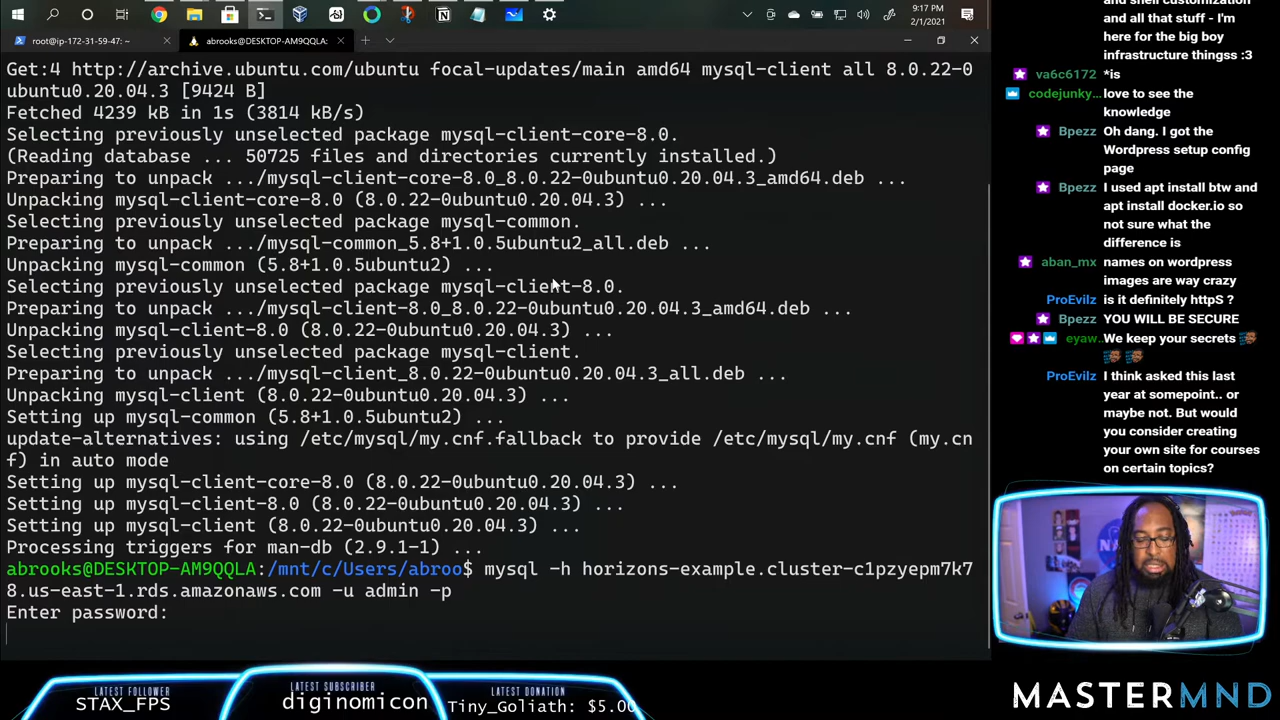 9:17 PM
2/1/2021
root@ip-172-31-59-47: ~
abrooks@DESKTOP-AM9QQLA:
Get:4 http://archive.ubuntu.com/ubuntu focal-updates/main amd64 mysql-client all 8.0.22-0
ubuntu0.20.04.3 [9424 B]
Fetched 4239 kB in 1s (3814 kB/s)
Selecting previously unselected package mysql-client-core-8.0.
(Reading database ... 50725 files and directories currently installed.)
Preparing to unpack .../mysql-client-core-8.0_8.0.22-0ubuntu0.20.04.3_amd64.deb ...
Unpacking mysql-client-core-8.0 (8.0.22-0ubuntu0.20.04.3) ...
Selecting previously unselected package mysql-common.
Preparing to unpack .../mysql-common_5.8+1.0.5ubuntu2_all.deb ...
Unpacking mysql-common (5.8+1.0.5ubuntu2) ...
Selecting previously unselected package mysql-client-8.0.
Preparing to unpack .../mysql-client-8.0_8.0.22-0ubuntu0.20.04.3_amd64.deb ...
Unpacking mysql-client-8.0 (8.0.22-0ubuntu0.20.04.3) ...
Selecting previously unselected package mysql-client.
Preparing to unpack .../mysql-client_8.0.22-0ubuntu0.20.04.3_all.deb ...
Unpacking mysql-client (8.0.22-0ubuntu0.20.04.3) ...
Setting up mysql-common (5.8+1.0.5ubuntu2) ...
update-alternatives: using /etc/mysql/my.cnf.fallback to provide /etc/mysql/my.cnf (my.cn
f) in auto mode
Setting up mysql-client-core-8.0 (8.0.22-0ubuntu0.20.04.3) ...
Setting up mysql-client-8.0 (8.0.22-0ubuntu0.20.04.3) ...
Setting up mysql-client (8.0.22-0ubuntu0.20.04.3) ...
Processing triggers for man-db (2.9.1-1) ...
abrooks@DESKTOP-AM9QQLA:/mnt/c/Users/abroo$ mysql -h horizons-example.cluster-c1pzyepm7k7
8.us-east-1.rds.amazonaws.com -u admin -p
Enter password:
and shell customization
and all that stuff - I'm
here for the big boy
infrastructure thingss :3
va6c6172 *is
codejunky... love to see the
knowledge
Bpezz Oh dang. I got the
Wordpress setup config
page
Bpezz I used apt install btw and
apt install docker.io so
not sure what the
difference is
aban_mx names on wordpress
images are way crazy
ProEvilz is it definitely httpS ?
Bpezz YOU WILL BE SECURE
eyaw... We keep your secrets
ProEvilz I think asked this last
year at somepoint.. or
maybe not. But would
you consider creating
your own site for courses
on certain topics?
LATEST FOLLOWER
STAX_FPS
LATEST SUBSCRIBER
diginomicon
LATEST DONATION
Tiny_Goliath: $5.00
MASTERMND